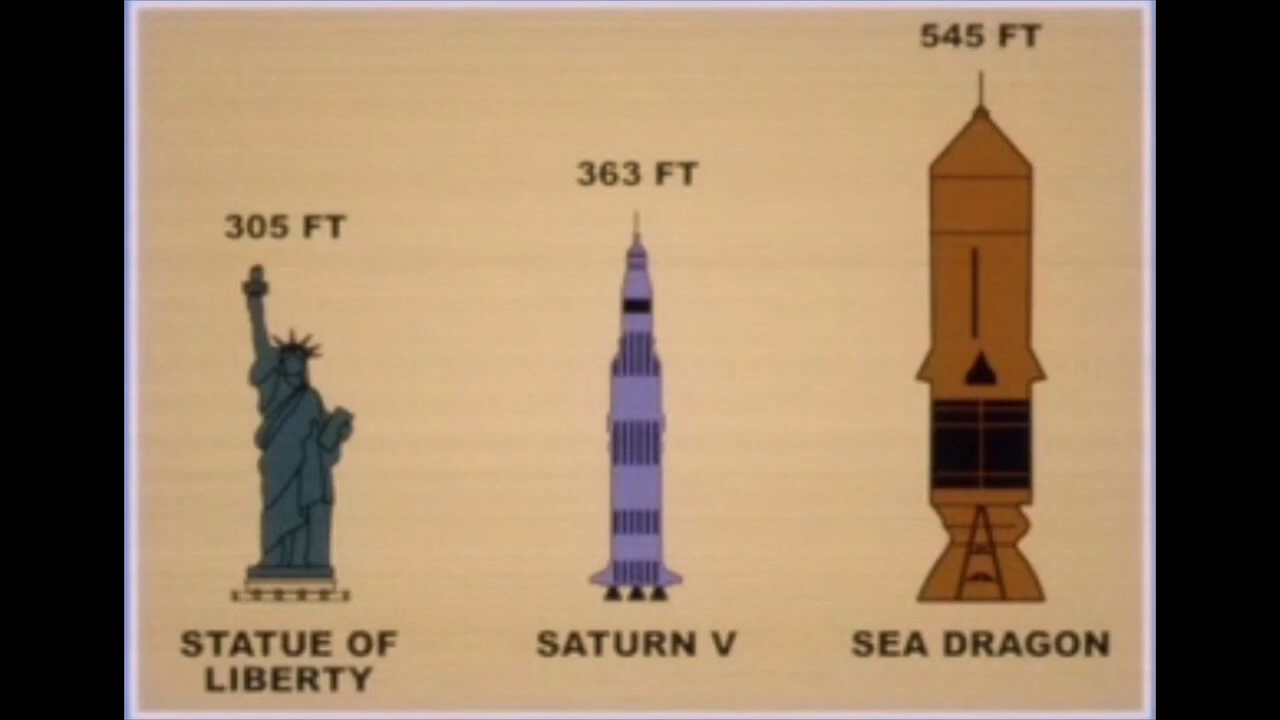 545 FT
363 FT
305 FT
STATUE OF
LIBERTY
SATURN V
SEA DRAGON